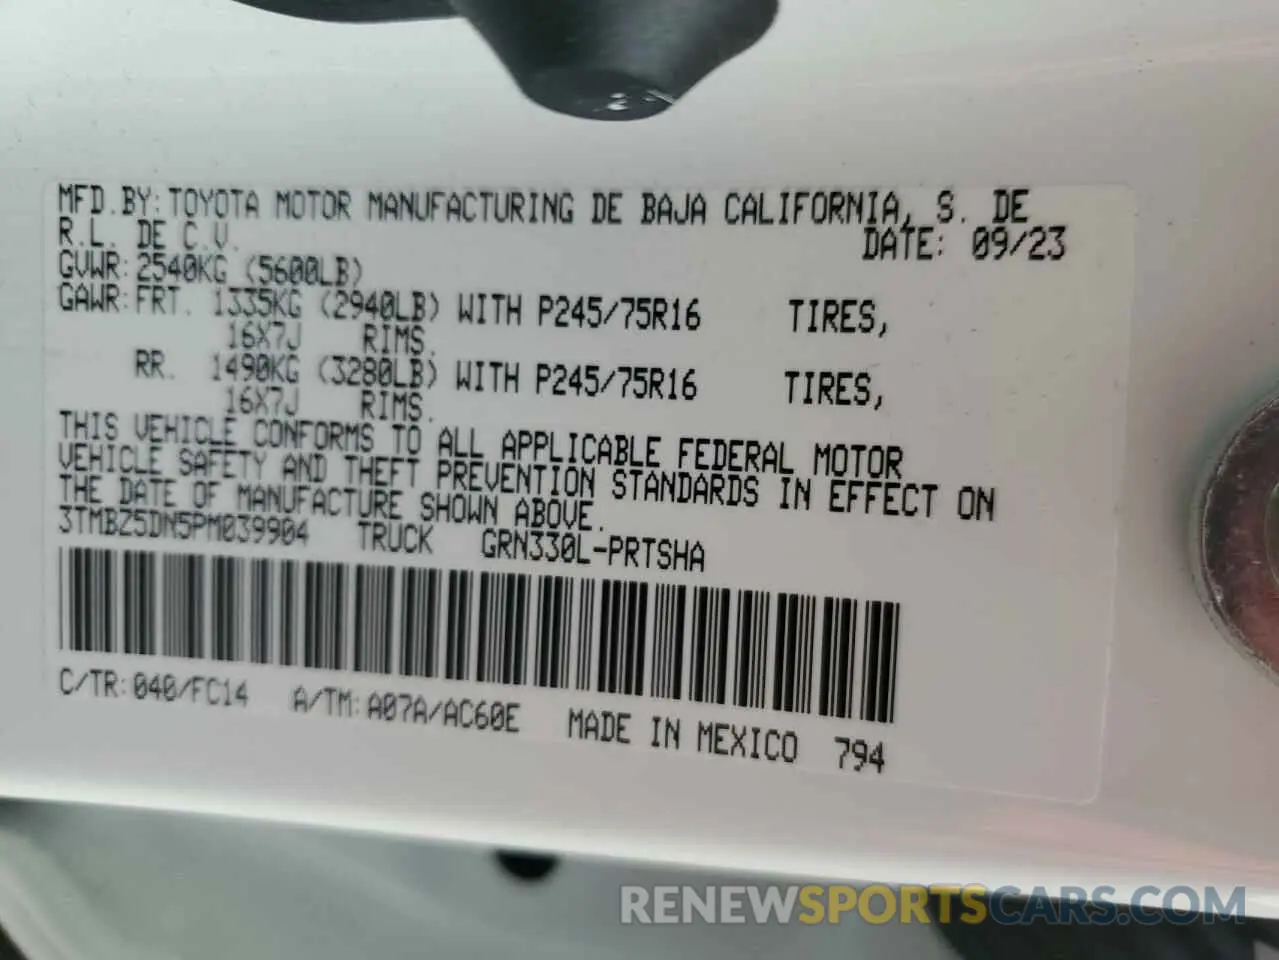 MFD.BY:TOYOTA MOTOR MANUFACTURING DE BAJA CALIFORNIA, S. DE
R.L. DE C.V. DATE: 09/23
GVWR:2540KG (5600LB)
GAWR:FRT. 1335KG (2940LB) WITH P245/75R16 TIRES,
16X7J RIMS.
RR. 1490KG (3280LB) WITH P245/75R16 TIRES,
16X7J RIMS.
THIS VEHICLE CONFORMS TO ALL APPLICABLE FEDERAL MOTOR
VEHICLE SAFETY AND THEFT PREVENTION STANDARDS IN EFFECT ON
THE DATE OF MANUFACTURE SHOWN ABOVE.
3TMBZ5DN5PM039904 TRUCK GRN330L-PRTSHA
C/TR:040/FC14 A/TM:A07A/AC60E MADE IN MEXICO 794
RENEWSPORTSCARS.COM